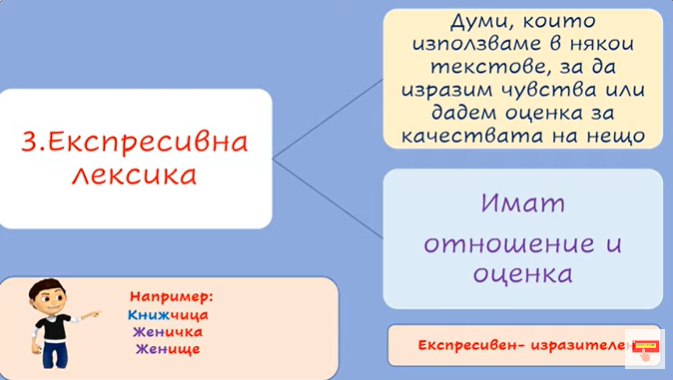 3.Експресивна
лексика
Думи, които
използваме в някои
текстове, за да
изразим чувства или
дадем оценка за
качествата на нещо
Имат
отношение и
оценка
Например:
Книжчица
Женичка
Женище
Експресивен- изразителен